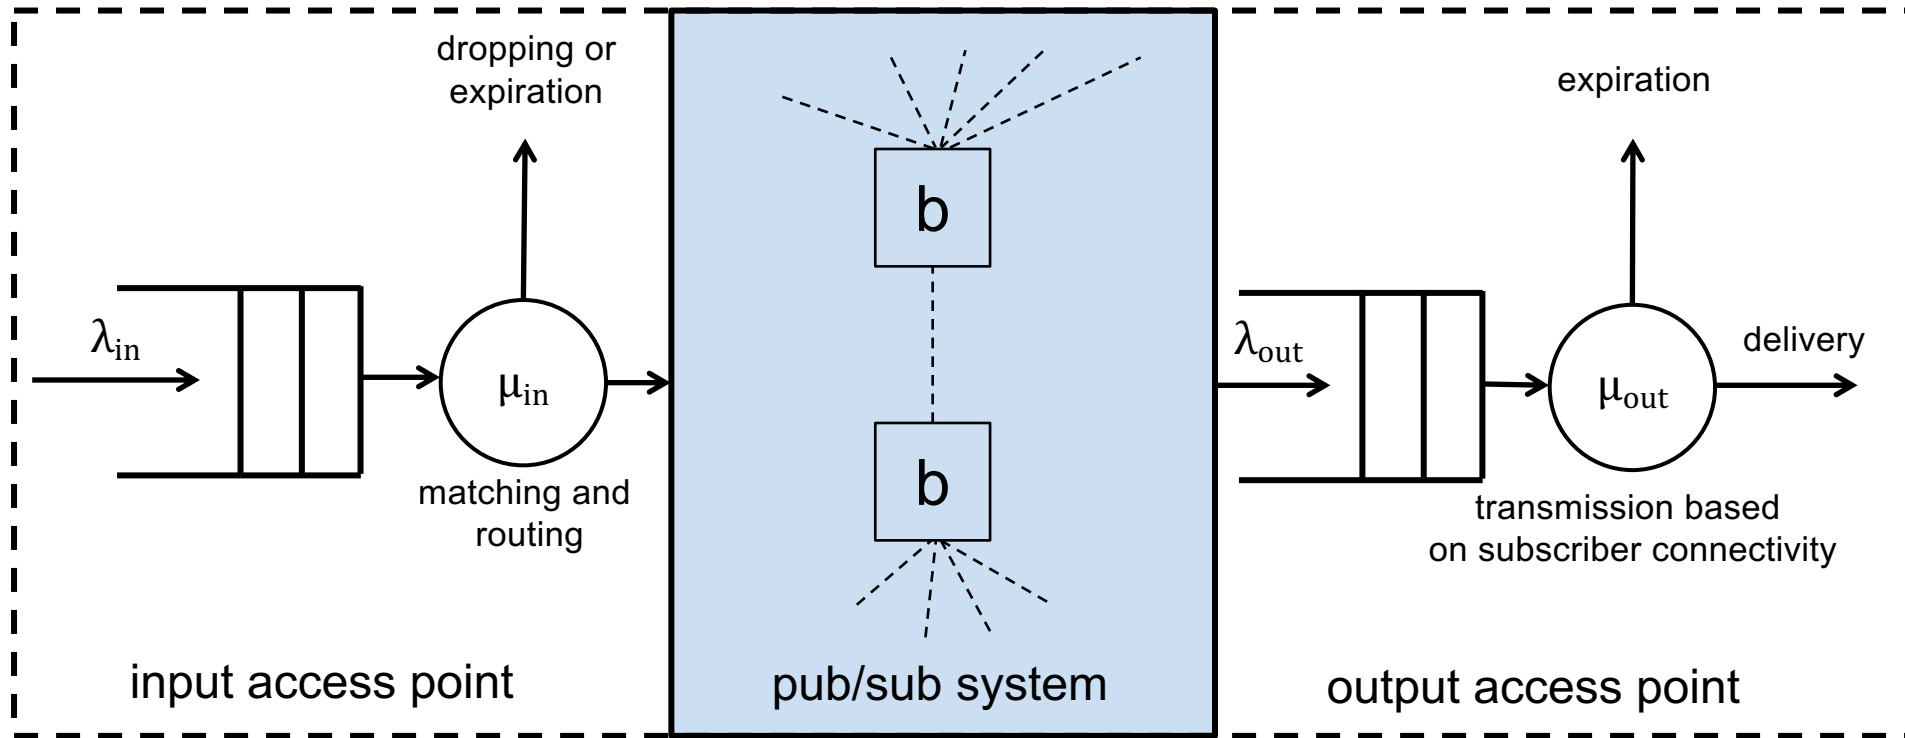 dropping or
expiration
λin
μin
matching and
routing
input access point
b
b
pub/sub system
expiration
λout
μout
delivery
transmission based
on subscriber connectivity
output access point